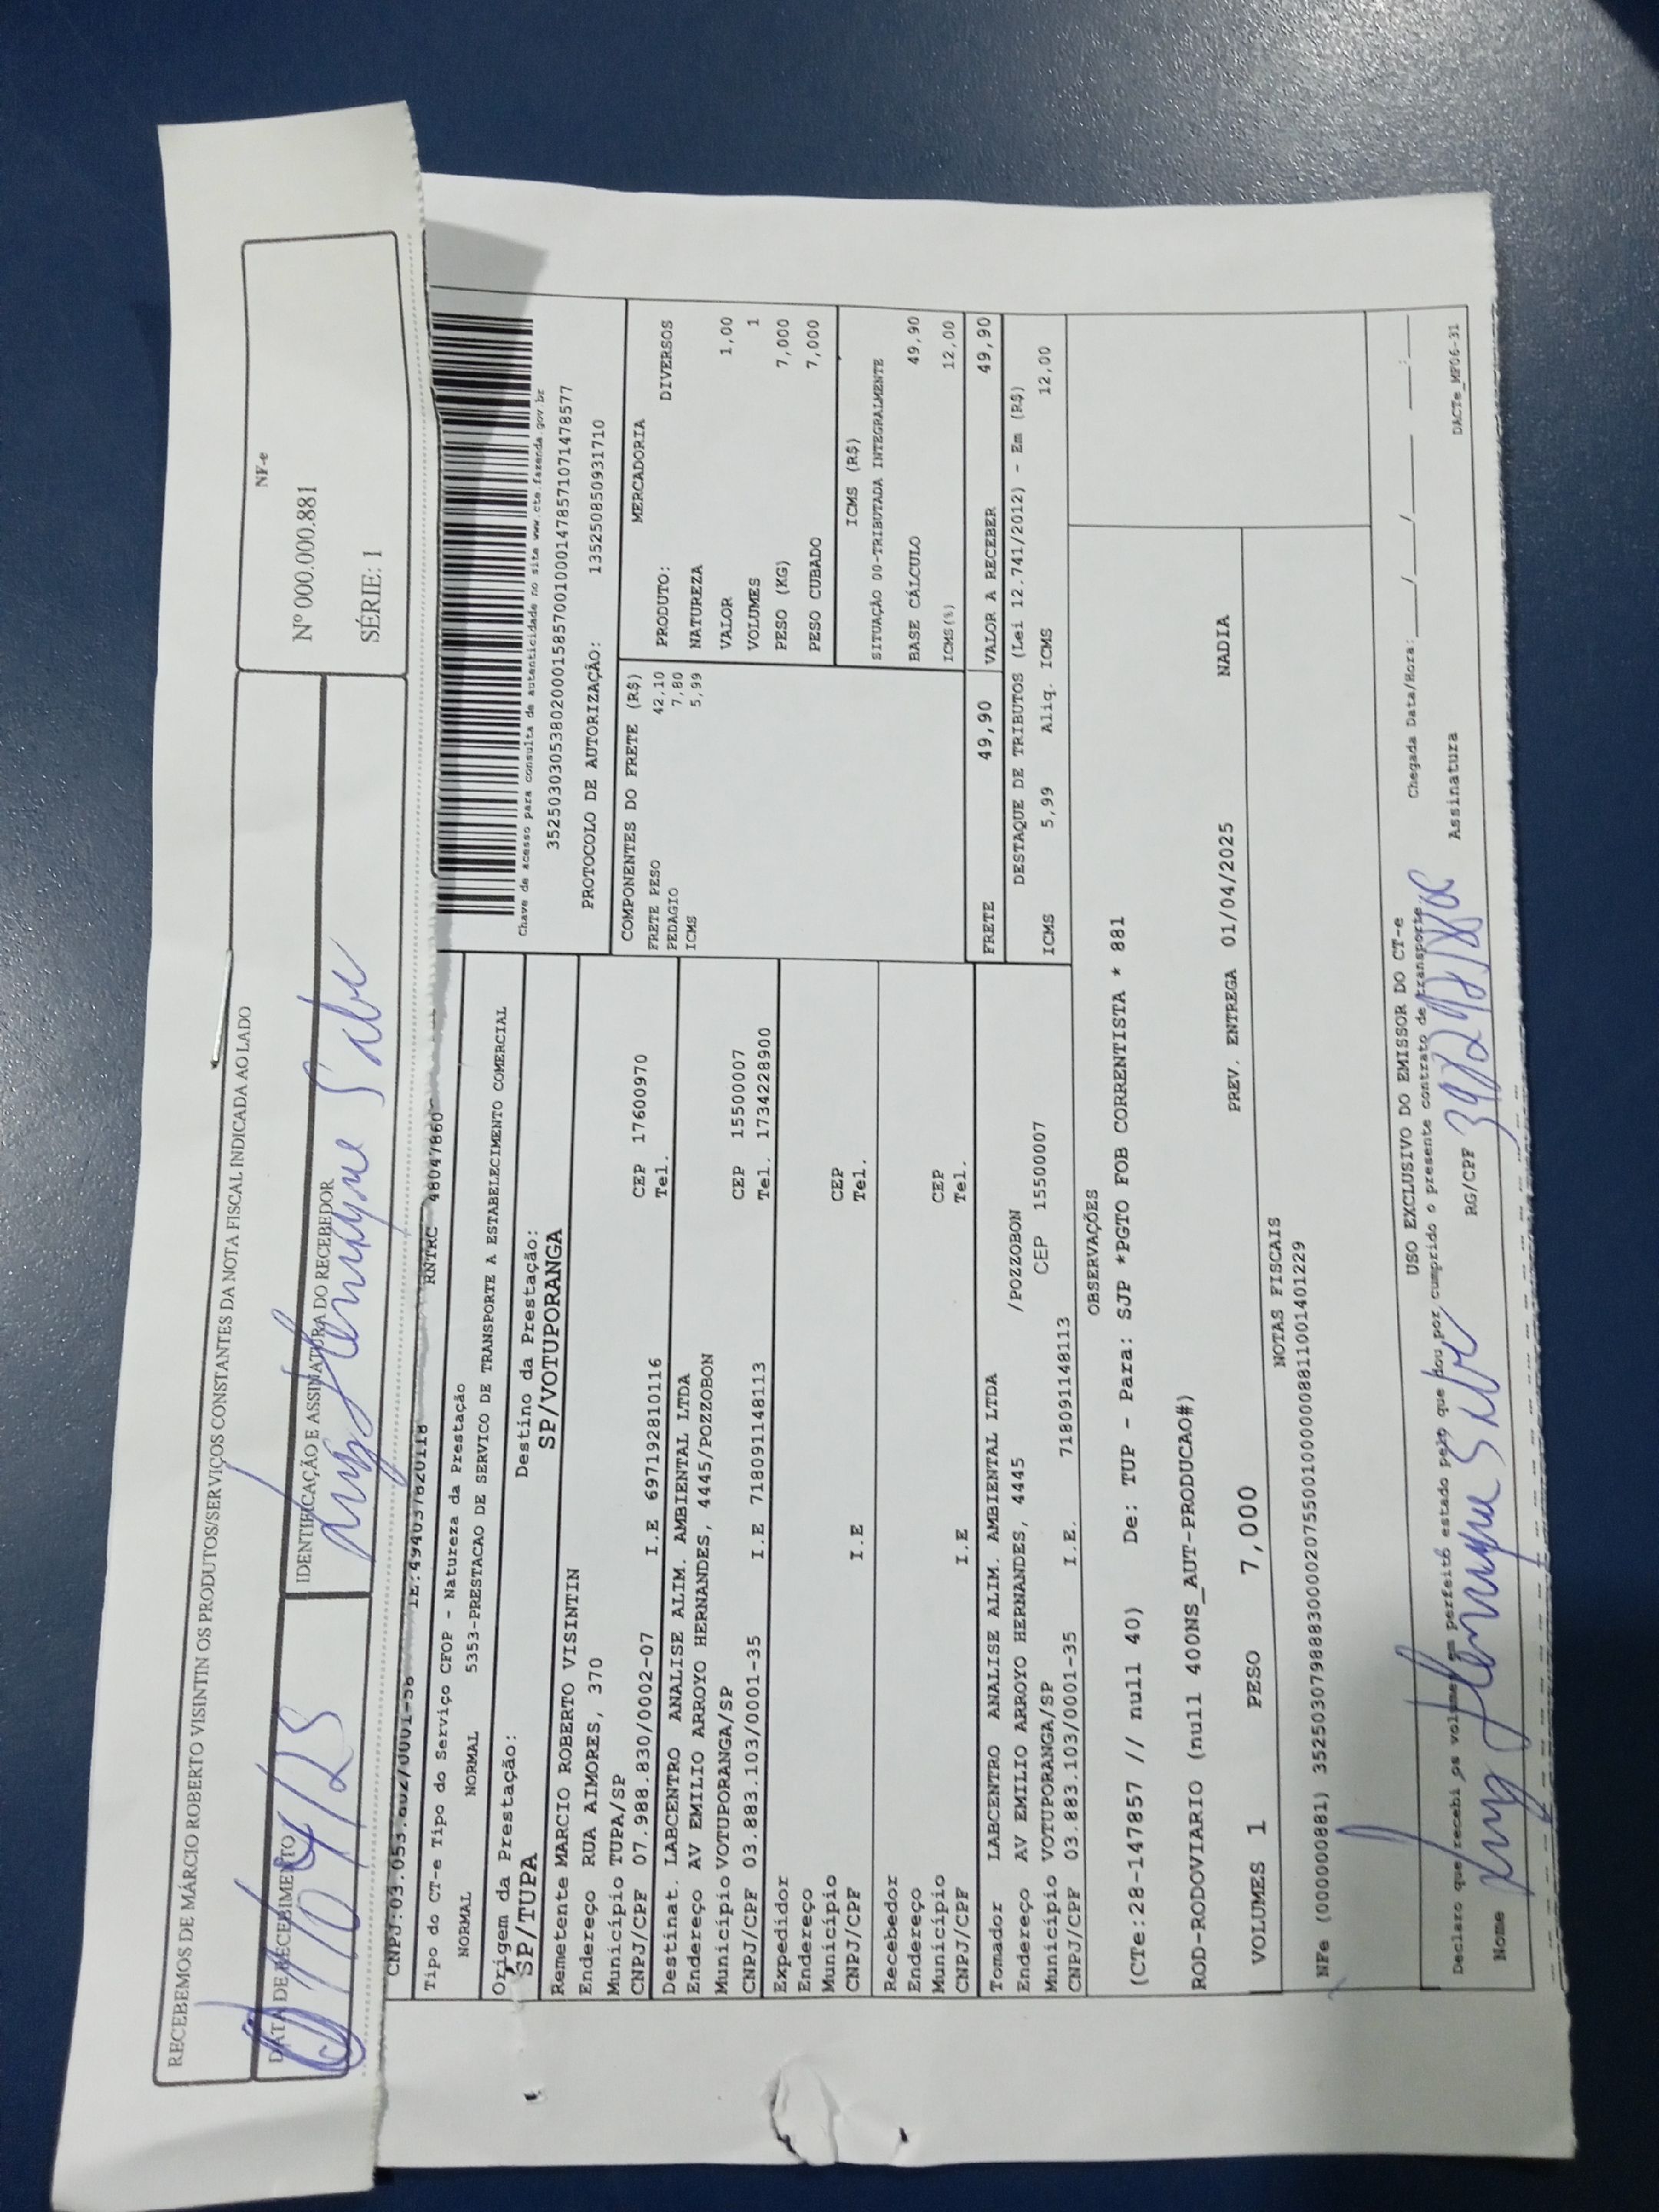 RECEBEMOS DE MÁRCIO ROBERTO VISINTIN OS PRODUTOS/SERVIÇOS CONSTANTES DA NOTA FISCAL INDICADA AO LADO
NF-e
Nº 000.000.881
SÉRIE: 1
DATA DE RECEBIMENTO
IDENTIFICAÇÃO E ASSINATURA DO RECEBEDOR
RNTRC 48047860
Tipo do CT-e Tipo do Serviço CFOP - Natureza da Prestação
NORMAL NORMAL 5353-PRESTACAO DE SERVICO DE TRANSPORTE A ESTABELECIMENTO COMERCIAL
Origem da Prestação: Destino da Prestação:
SP/TUPA SP/VOTUPORANGA
Remetente MARCIO ROBERTO VISINTIN
Endereço RUA AIMORES, 370
Município TUPA/SP CEP 17600970
CNPJ/CPF 07.988.830/0002-07 I.E 697192810116 Tel.
Destinat. LABCENTRO ANALISE ALIM. AMBIENTAL LTDA
Endereço AV EMILIO ARROYO HERNANDES, 4445/POZZOBON
Município VOTUPORANGA/SP CEP 15500007
CNPJ/CPF 03.883.103/0001-35 I.E 718091148113 Tel. 1734228900
Expedidor
Endereço
Município CEP
CNPJ/CPF I.E Tel.
Recebedor
Endereço
Município CEP
CNPJ/CPF I.E Tel.
Tomador LABCENTRO ANALISE ALIM. AMBIENTAL LTDA
Endereço AV EMILIO ARROYO HERNANDES, 4445 /POZZOBON
Município VOTUPORANGA/SP CEP 15500007
CNPJ/CPF 03.883.103/0001-35 I.E. 718091148113
Chave de acesso para consulta de autenticidade no site www.cte.fazenda.gov.br
35250303053802000158570010001478571071478577
PROTOCOLO DE AUTORIZAÇÃO: 135250850931710
COMPONENTES DO FRETE (R$)
FRETE PESO 42,10
PEDAGIO 7,80
ICMS 5,99
MERCADORIA
PRODUTO: DIVERSOS
NATUREZA
VALOR 1,00
VOLUMES 1
PESO (KG) 7,000
PESO CUBADO 7,000
ICMS (R$)
SITUAÇÃO 00-TRIBUTADA INTEGRALMENTE
BASE CÁLCULO 49,90
ICMS(%) 12,00
FRETE 49,90 VALOR A RECEBER 49,90
DESTAQUE DE TRIBUTOS (Lei 12.741/2012) - Em (R$)
ICMS 5,99 Aliq. ICMS 12,00
OBSERVAÇÕES
(CTe:28-147857 // null 40) De: TUP - Para: SJP *PGTO FOB CORRENTISTA * 881
ROD-RODOVIARIO (null 400NS_AUT-PRODUCAO#)
PREV. ENTREGA 01/04/2025 NADIA
VOLUMES 1 PESO 7,000
NOTAS FISCAIS
NFe (000000881) 35250307988830000207550010000008811001401229
USO EXCLUSIVO DO EMISSOR DO CT-e
Declaro que recebi os volumes em perfeito estado pelo que dou por cumprido o presente contrato de transporte. Chegada Data/Hora: ___/___/___ ___:___
Nome RG/CPF Assinatura
DACTe_MF06-31